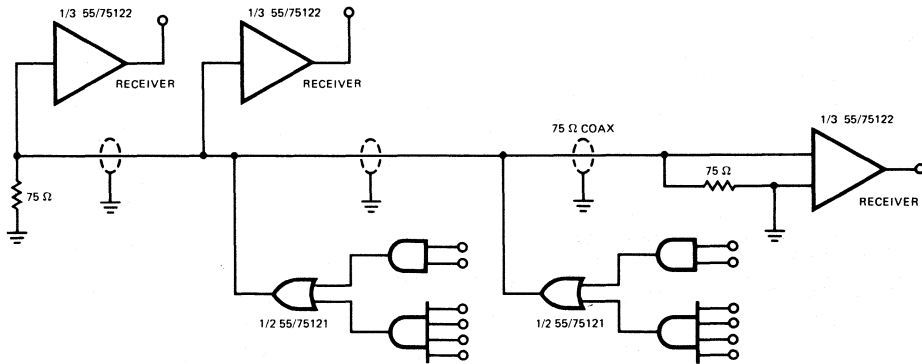 1/3 55/75122
RECEIVER
1/3 55/75122
RECEIVER
75 Ω COAX
1/3 55/75122
75 Ω
75 Ω
RECEIVER
1/2 55/75121
1/2 55/75121